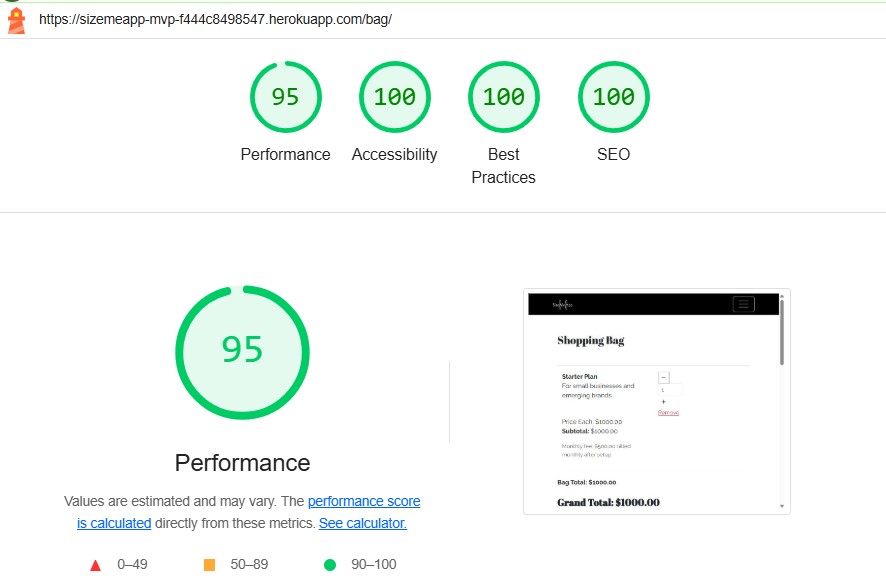 https://sizemeapp-mvp-f444c8498547.herokuapp.com/bag/
95
100
100
100
Performance
Accessibility
Best
Practices
SEO
95
Performance
Values are estimated and may vary. The performance score
is calculated directly from these metrics. See calculator.
0–49
50–89
90–100
Shopping Bag
Starter Plan
For small businesses and
emerging brands.
−
1
+
Remove
Price Each: $1000.00
Subtotal: $1000.00
Monthly fee: $500.00 billed
monthly after setup
Bag Total: $1000.00
Grand Total: $1000.00